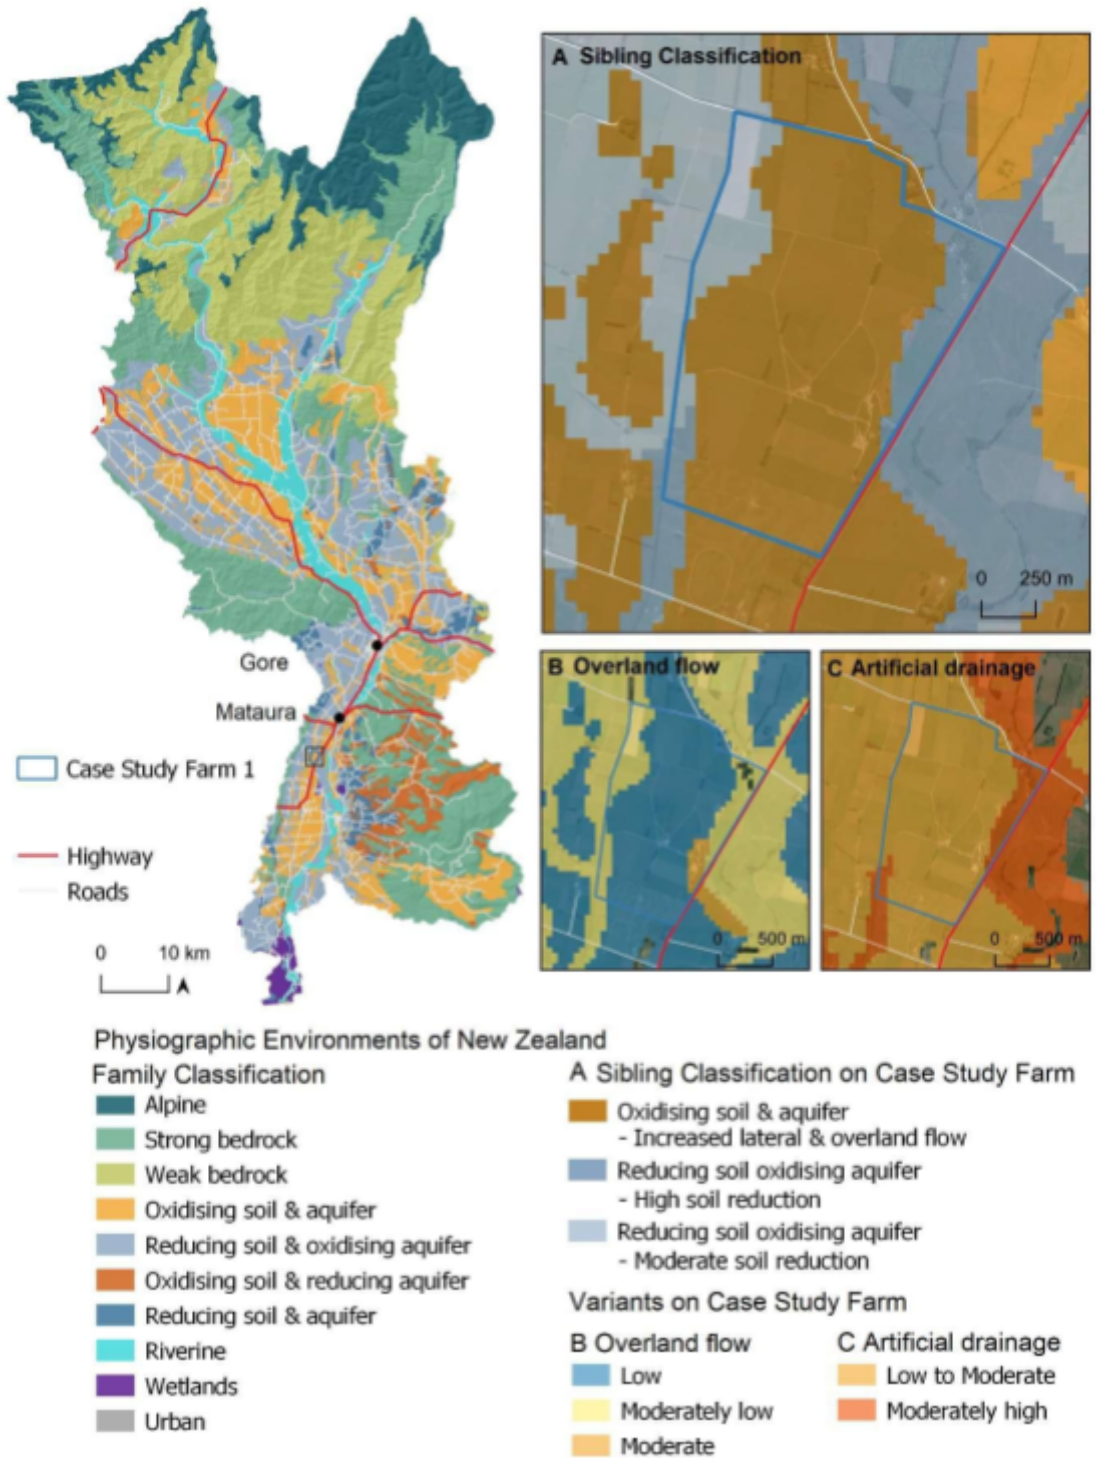 A Sibling Classification
0 250 m
Gore
Mataura
Case Study Farm 1
Highway
Roads
0 10 km
B Overland flow
0 500 m
C Artificial drainage
0 500 m
Physiographic Environments of New Zealand
Family Classification
Alpine
Strong bedrock
Weak bedrock
Oxidising soil & aquifer
Reducing soil & oxidising aquifer
Oxidising soil & reducing aquifer
Reducing soil & aquifer
Riverine
Wetlands
Urban
A Sibling Classification on Case Study Farm
Oxidising soil & aquifer
- Increased lateral & overland flow
Reducing soil oxidising aquifer
- High soil reduction
Reducing soil oxidising aquifer
- Moderate soil reduction
Variants on Case Study Farm
B Overland flow
Low
Moderately low
Moderate
C Artificial drainage
Low to Moderate
Moderately high